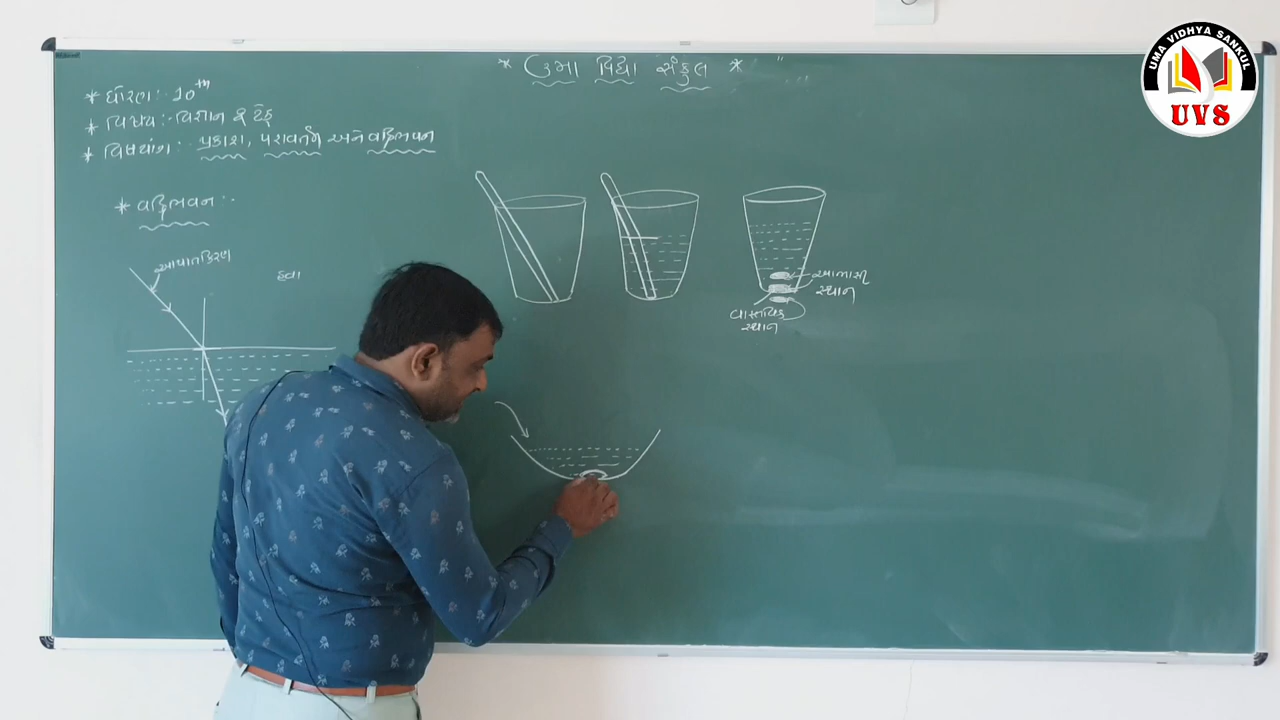 * ઉમા વિદ્યા સંકુલ *
* ધોરણ :- 10th
* વિષય :- વિજ્ઞાન & ટેક
* વિષયાંગ :- પ્રકાશ, પરાવર્તન અને વક્રીભવન
* વક્રીભવન :-
આપાતકિરણ
હવા
આભાસી
સ્થાન
વાસ્તવિક
સ્થાન
UMA VIDHYA SANKUL
UVS